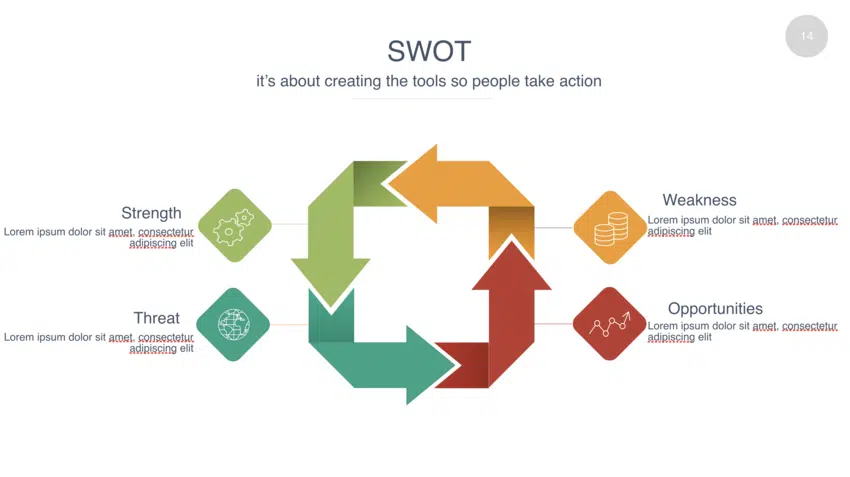 14
SWOT
it's about creating the tools so people take action
Strength
Lorem ipsum dolor sit amet, consectetur
adipiscing elit
Weakness
Lorem ipsum dolor sit amet, consectetur
adipiscing elit
Threat
Lorem ipsum dolor sit amet, consectetur
adipiscing elit
Opportunities
Lorem ipsum dolor sit amet, consectetur
adipiscing elit